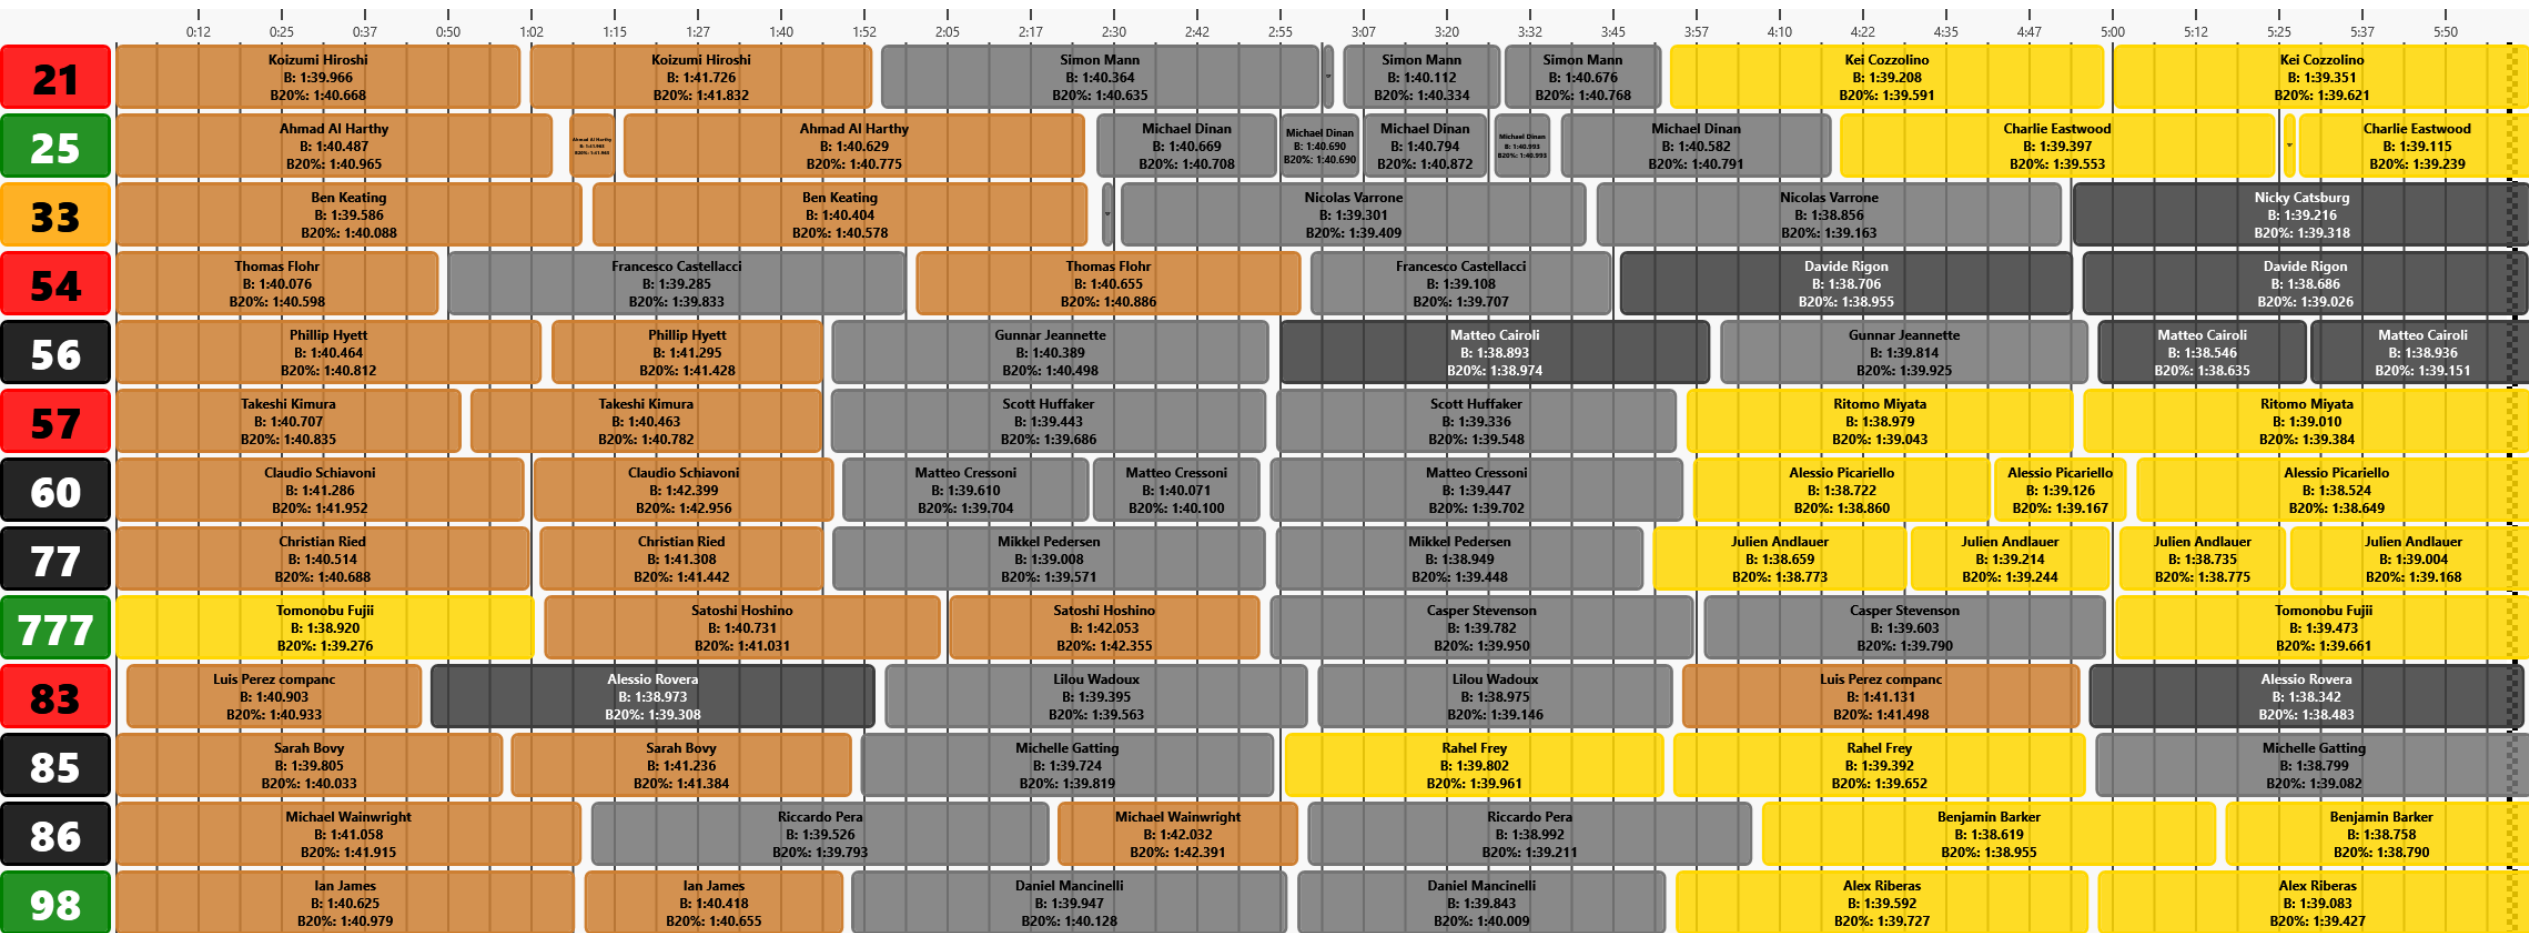 0:12 0:25 0:37 0:50 1:02 1:15 1:27 1:40 1:52 2:05 2:17 2:30 2:42 2:55 3:07 3:20 3:32 3:45 3:57 4:10 4:22 4:35 4:47 5:00 5:12 5:25 5:37 5:50
21
Koizumi Hiroshi
B: 1:39.966
B20%: 1:40.668
Koizumi Hiroshi
B: 1:41.726
B20%: 1:41.832
Simon Mann
B: 1:40.364
B20%: 1:40.635
Simon Mann
B: 1:40.112
B20%: 1:40.334
Simon Mann
B: 1:40.676
B20%: 1:40.768
Kei Cozzolino
B: 1:39.208
B20%: 1:39.591
Kei Cozzolino
B: 1:39.351
B20%: 1:39.621
25
Ahmad Al Harthy
B: 1:40.487
B20%: 1:40.965
Ahmad Al Harthy
Ahmad Al Harthy
B: 1:40.629
B20%: 1:40.775
Michael Dinan
B: 1:40.669
B20%: 1:40.708
Michael Dinan
B: 1:40.690
B20%: 1:40.690
Michael Dinan
B: 1:40.794
B20%: 1:40.872
Michael Dinan
B: 1:40.993
B20%: 1:40.993
Michael Dinan
B: 1:40.582
B20%: 1:40.791
Charlie Eastwood
B: 1:39.397
B20%: 1:39.553
Charlie Eastwood
B: 1:39.115
B20%: 1:39.239
33
Ben Keating
B: 1:39.586
B20%: 1:40.088
Ben Keating
B: 1:40.404
B20%: 1:40.578
Nicolas Varrone
B: 1:39.301
B20%: 1:39.409
Nicolas Varrone
B: 1:38.856
B20%: 1:39.163
Nicky Catsburg
B: 1:39.216
B20%: 1:39.318
54
Thomas Flohr
B: 1:40.076
B20%: 1:40.598
Francesco Castellacci
B: 1:39.285
B20%: 1:39.833
Thomas Flohr
B: 1:40.655
B20%: 1:40.886
Francesco Castellacci
B: 1:39.108
B20%: 1:39.707
Davide Rigon
B: 1:38.706
B20%: 1:38.955
Davide Rigon
B: 1:38.686
B20%: 1:39.026
56
Phillip Hyett
B: 1:40.464
B20%: 1:40.812
Phillip Hyett
B: 1:41.295
B20%: 1:41.428
Gunnar Jeannette
B: 1:40.389
B20%: 1:40.498
Matteo Cairoli
B: 1:38.893
B20%: 1:38.974
Gunnar Jeannette
B: 1:39.814
B20%: 1:39.925
Matteo Cairoli
B: 1:38.546
B20%: 1:38.635
Matteo Cairoli
B: 1:38.936
B20%: 1:39.151
57
Takeshi Kimura
B: 1:40.707
B20%: 1:40.835
Takeshi Kimura
B: 1:40.463
B20%: 1:40.782
Scott Huffaker
B: 1:39.443
B20%: 1:39.686
Scott Huffaker
B: 1:39.336
B20%: 1:39.548
Ritomo Miyata
B: 1:38.979
B20%: 1:39.043
Ritomo Miyata
B: 1:39.010
B20%: 1:39.384
60
Claudio Schiavoni
B: 1:41.286
B20%: 1:41.952
Claudio Schiavoni
B: 1:42.399
B20%: 1:42.956
Matteo Cressoni
B: 1:39.610
B20%: 1:39.704
Matteo Cressoni
B: 1:40.071
B20%: 1:40.100
Matteo Cressoni
B: 1:39.447
B20%: 1:39.702
Alessio Picariello
B: 1:38.722
B20%: 1:38.860
Alessio Picariello
B: 1:39.126
B20%: 1:39.167
Alessio Picariello
B: 1:38.524
B20%: 1:38.649
77
Christian Ried
B: 1:40.514
B20%: 1:40.688
Christian Ried
B: 1:41.308
B20%: 1:41.442
Mikkel Pedersen
B: 1:39.008
B20%: 1:39.571
Mikkel Pedersen
B: 1:38.949
B20%: 1:39.448
Julien Andlauer
B: 1:38.659
B20%: 1:38.773
Julien Andlauer
B: 1:39.214
B20%: 1:39.244
Julien Andlauer
B: 1:38.735
B20%: 1:38.775
Julien Andlauer
B: 1:39.004
B20%: 1:39.168
777
Tomonobu Fujii
B: 1:38.920
B20%: 1:39.276
Satoshi Hoshino
B: 1:40.731
B20%: 1:41.031
Satoshi Hoshino
B: 1:42.053
B20%: 1:42.355
Casper Stevenson
B: 1:39.782
B20%: 1:39.950
Casper Stevenson
B: 1:39.603
B20%: 1:39.790
Tomonobu Fujii
B: 1:39.473
B20%: 1:39.661
83
Luis Perez companc
B: 1:40.903
B20%: 1:40.933
Alessio Rovera
B: 1:38.973
B20%: 1:39.308
Lilou Wadoux
B: 1:39.395
B20%: 1:39.563
Lilou Wadoux
B: 1:38.975
B20%: 1:39.146
Luis Perez companc
B: 1:41.131
B20%: 1:41.498
Alessio Rovera
B: 1:38.342
B20%: 1:38.483
85
Sarah Bovy
B: 1:39.805
B20%: 1:40.033
Sarah Bovy
B: 1:41.236
B20%: 1:41.384
Michelle Gatting
B: 1:39.724
B20%: 1:39.819
Rahel Frey
B: 1:39.802
B20%: 1:39.961
Rahel Frey
B: 1:39.392
B20%: 1:39.652
Michelle Gatting
B: 1:38.799
B20%: 1:39.082
86
Michael Wainwright
B: 1:41.058
B20%: 1:41.915
Riccardo Pera
B: 1:39.526
B20%: 1:39.793
Michael Wainwright
B: 1:42.032
B20%: 1:42.391
Riccardo Pera
B: 1:38.992
B20%: 1:39.211
Benjamin Barker
B: 1:38.619
B20%: 1:38.955
Benjamin Barker
B: 1:38.758
B20%: 1:38.790
98
Ian James
B: 1:40.625
B20%: 1:40.979
Ian James
B: 1:40.418
B20%: 1:40.655
Daniel Mancinelli
B: 1:39.947
B20%: 1:40.128
Daniel Mancinelli
B: 1:39.843
B20%: 1:40.009
Alex Riberas
B: 1:39.592
B20%: 1:39.727
Alex Riberas
B: 1:39.083
B20%: 1:39.427